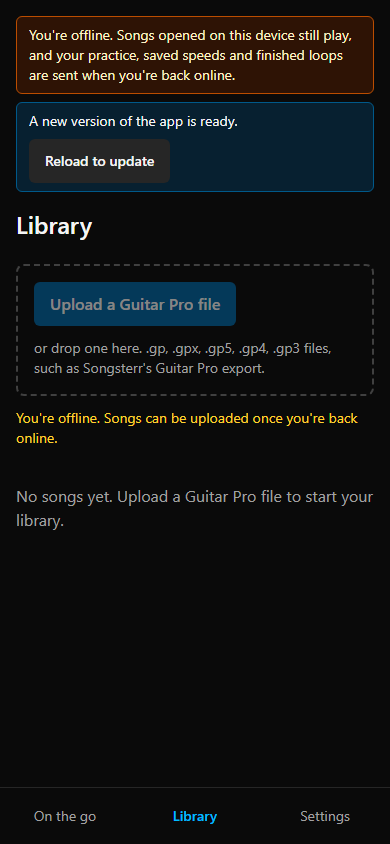 You're offline. Songs opened on this device still play,
and your practice, saved speeds and finished loops
are sent when you're back online.
A new version of the app is ready.
Reload to update
Library
Upload a Guitar Pro file
or drop one here. .gp, .gpx, .gp5, .gp4, .gp3 files,
such as Songsterr's Guitar Pro export.
You're offline. Songs can be uploaded once you're back
online.
No songs yet. Upload a Guitar Pro file to start your
library.
On the go Library Settings